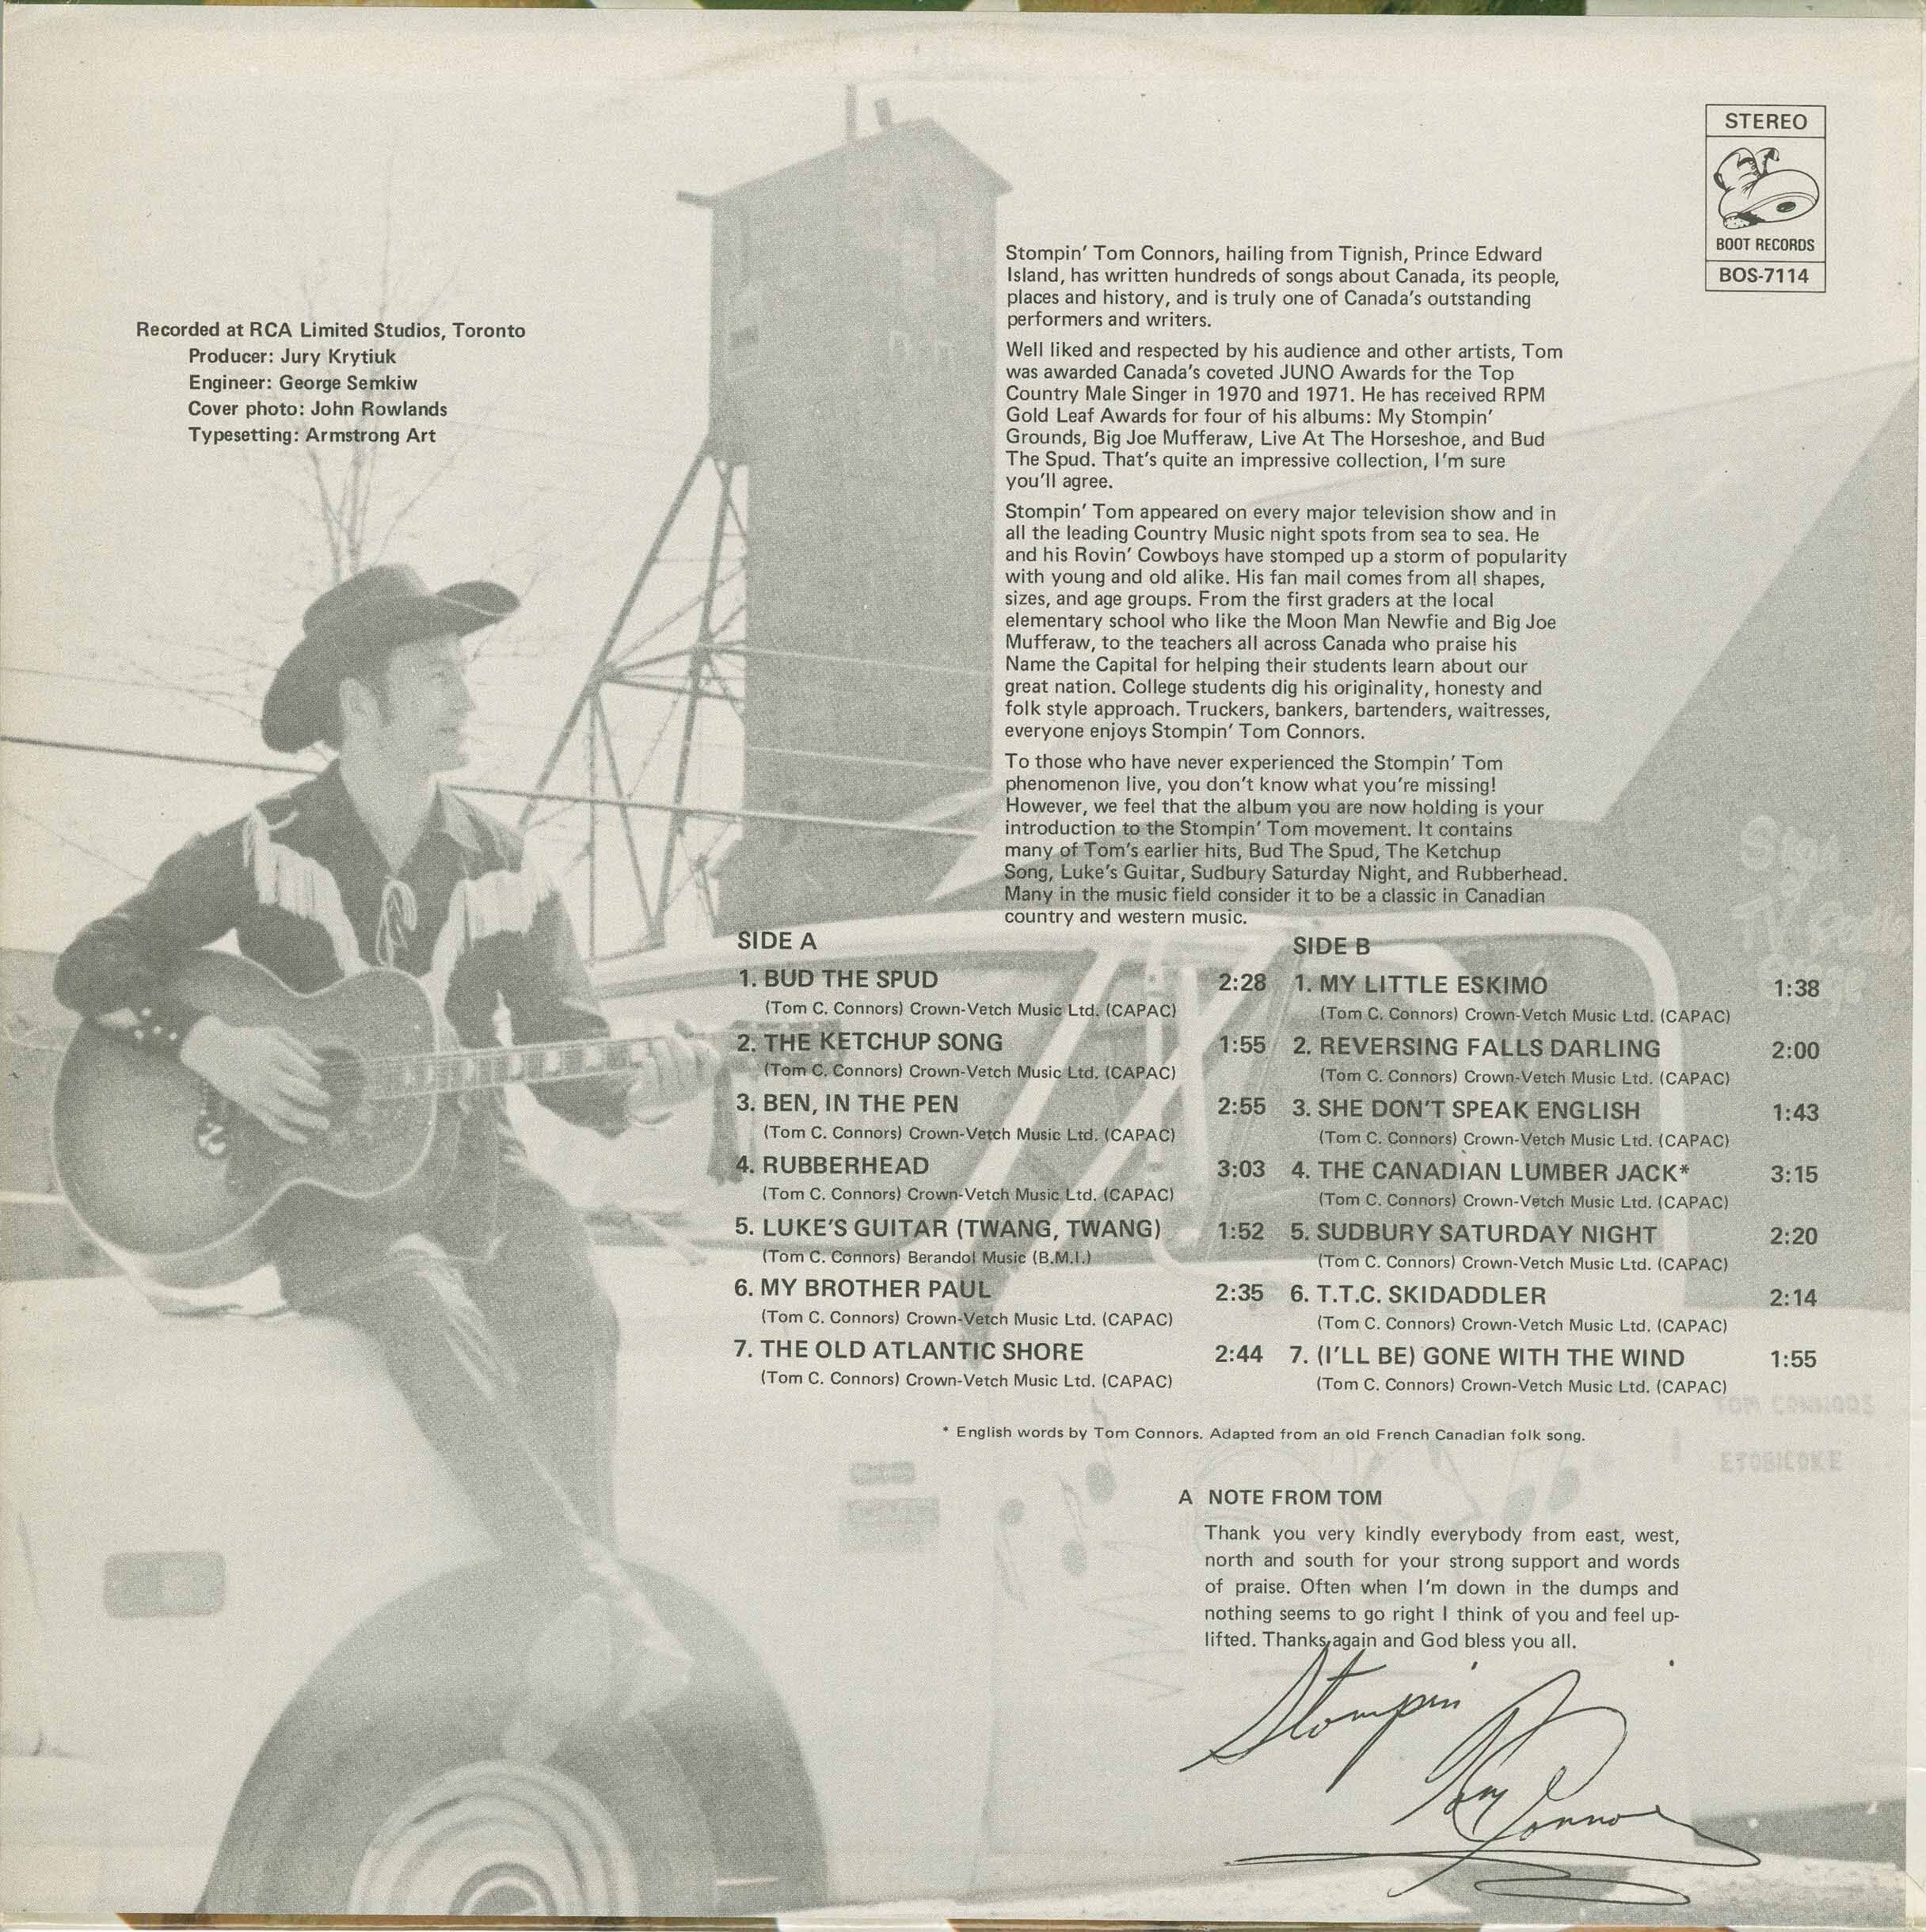 STEREO
BOOT RECORDS
BOS-7114
Recorded at RCA Limited Studios, Toronto
Producer: Jury Krytiuk
Engineer: George Semkiw
Cover photo: John Rowlands
Typesetting: Armstrong Art
Stompin' Tom Connors, hailing from Tignish, Prince Edward
Island, has written hundreds of songs about Canada, its people,
places and history, and is truly one of Canada's outstanding
performers and writers.
Well liked and respected by his audience and other artists, Tom
was awarded Canada's coveted JUNO Awards for the Top
Country Male Singer in 1970 and 1971. He has received RPM
Gold Leaf Awards for four of his albums: My Stompin'
Grounds, Big Joe Mufferaw, Live At The Horseshoe, and Bud
The Spud. That's quite an impressive collection, I'm sure
you'll agree.
Stompin' Tom appeared on every major television show and in
all the leading Country Music night spots from sea to sea. He
and his Rovin' Cowboys have stomped up a storm of popularity
with young and old alike. His fan mail comes from all shapes,
sizes, and age groups. From the first graders at the local
elementary school who like the Moon Man Newfie and Big Joe
Mufferaw, to the teachers all across Canada who praise his
Name the Capital for helping their students learn about our
great nation. College students dig his originality, honesty and
folk style approach. Truckers, bankers, bartenders, waitresses,
everyone enjoys Stompin' Tom Connors.
To those who have never experienced the Stompin' Tom
phenomenon live, you don't know what you're missing!
However, we feel that the album you are now holding is your
introduction to the Stompin' Tom movement. It contains
many of Tom's earlier hits, Bud The Spud, The Ketchup
Song, Luke's Guitar, Sudbury Saturday Night, and Rubberhead.
Many in the music field consider it to be a classic in Canadian
country and western music.
SIDE A
1. BUD THE SPUD 2:28
(Tom C. Connors) Crown-Vetch Music Ltd. (CAPAC)
2. THE KETCHUP SONG 1:55
(Tom C. Connors) Crown-Vetch Music Ltd. (CAPAC)
3. BEN, IN THE PEN 2:55
(Tom C. Connors) Crown-Vetch Music Ltd. (CAPAC)
4. RUBBERHEAD 3:03
(Tom C. Connors) Crown-Vetch Music Ltd. (CAPAC)
5. LUKE'S GUITAR (TWANG, TWANG) 1:52
(Tom C. Connors) Berandol Music (B.M.I.)
6. MY BROTHER PAUL 2:35
(Tom C. Connors) Crown-Vetch Music Ltd. (CAPAC)
7. THE OLD ATLANTIC SHORE 2:44
(Tom C. Connors) Crown-Vetch Music Ltd. (CAPAC)
SIDE B
1. MY LITTLE ESKIMO 1:38
(Tom C. Connors) Crown-Vetch Music Ltd. (CAPAC)
2. REVERSING FALLS DARLING 2:00
(Tom C. Connors) Crown-Vetch Music Ltd. (CAPAC)
3. SHE DON'T SPEAK ENGLISH 1:43
(Tom C. Connors) Crown-Vetch Music Ltd. (CAPAC)
4. THE CANADIAN LUMBER JACK* 3:15
(Tom C. Connors) Crown-Vetch Music Ltd. (CAPAC)
5. SUDBURY SATURDAY NIGHT 2:20
(Tom C. Connors) Crown-Vetch Music Ltd. (CAPAC)
6. T.T.C. SKIDADDLER 2:14
(Tom C. Connors) Crown-Vetch Music Ltd. (CAPAC)
7. (I'LL BE) GONE WITH THE WIND 1:55
(Tom C. Connors) Crown-Vetch Music Ltd. (CAPAC)
TOM CONNORS
ETOBICOKE
* English words by Tom Connors. Adapted from an old French Canadian folk song.
A NOTE FROM TOM
Thank you very kindly everybody from east, west,
north and south for your strong support and words
of praise. Often when I'm down in the dumps and
nothing seems to go right I think of you and feel up-
lifted. Thanks again and God bless you all.
Stompin'
Tom Connors